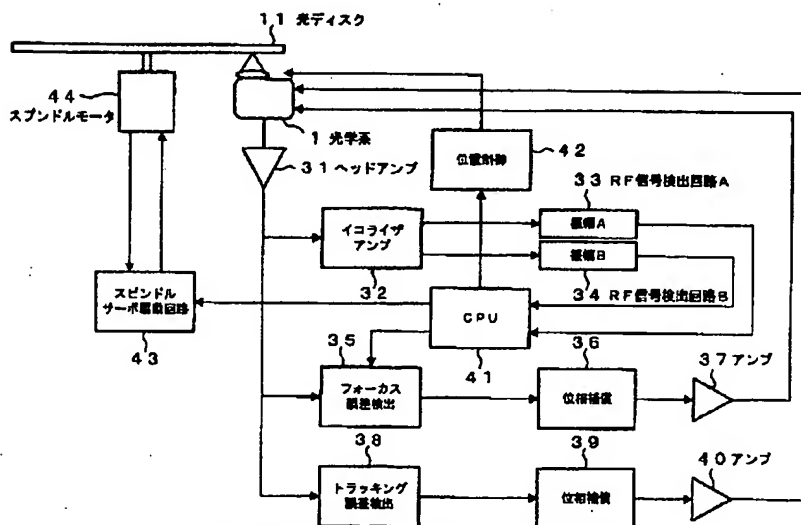 11 光ディスク
44
スプンドルモータ
1 光学系
31 ヘッドアンプ
位置制御
42
33 RF信号検出回路A
イコライザ
アンプ
32
振幅A
振幅B
34 RF信号検出回路B
スピンドル
サーボ駆動回路
43
CPU
41
35
フォーカス
誤差検出
36
位相補償
37 アンプ
38
トラッキング
誤差検出
39
位相補償
40 アンプ